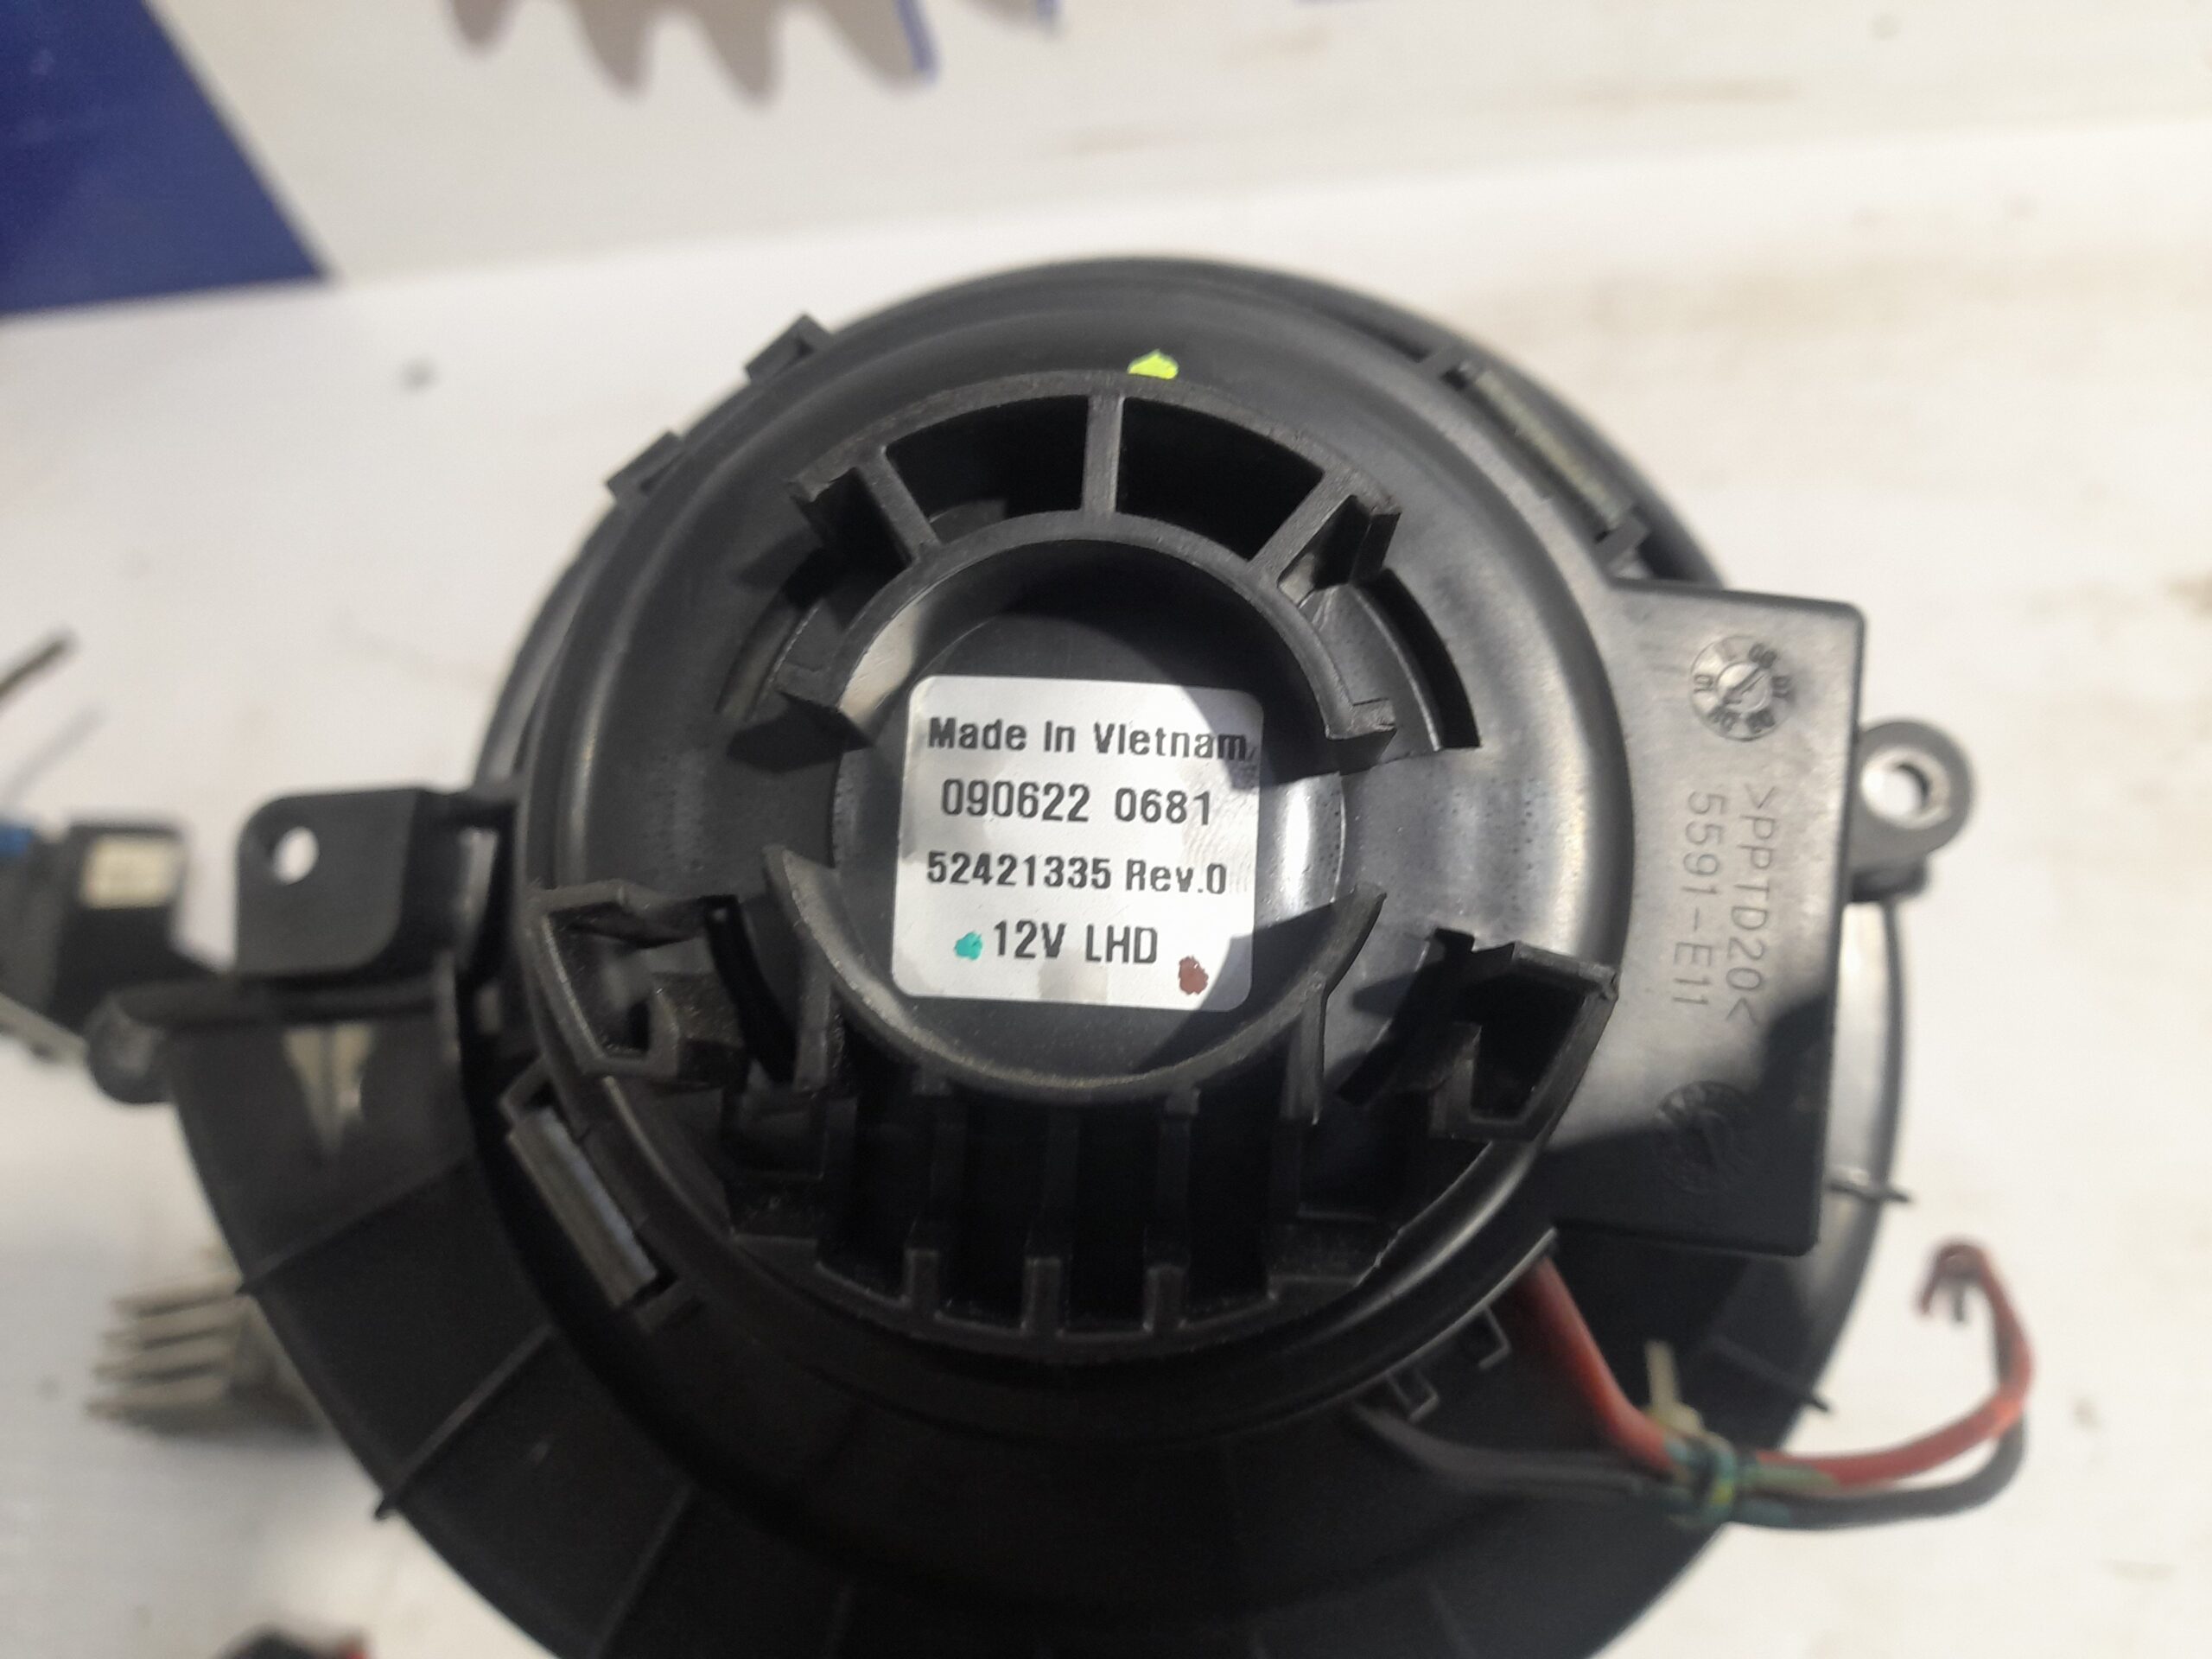 Made In Vietnam
090622 0681
52421335 Rev.0
12V LHD
>PPTD20<
5591-E11